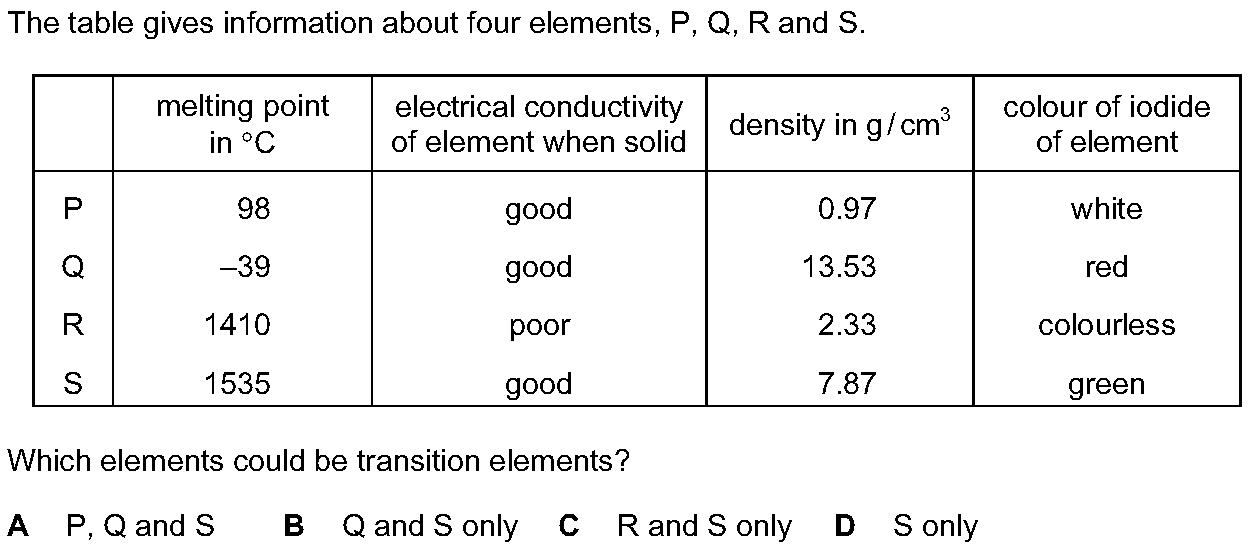 The table gives information about four elements, P, Q, R and S.
melting point in °C electrical conductivity of element when solid density in g / cm³ colour of iodide of element
P 98 good 0.97 white
Q –39 good 13.53 red
R 1410 poor 2.33 colourless
S 1535 good 7.87 green
Which elements could be transition elements?
A P, Q and S B Q and S only C R and S only D S only